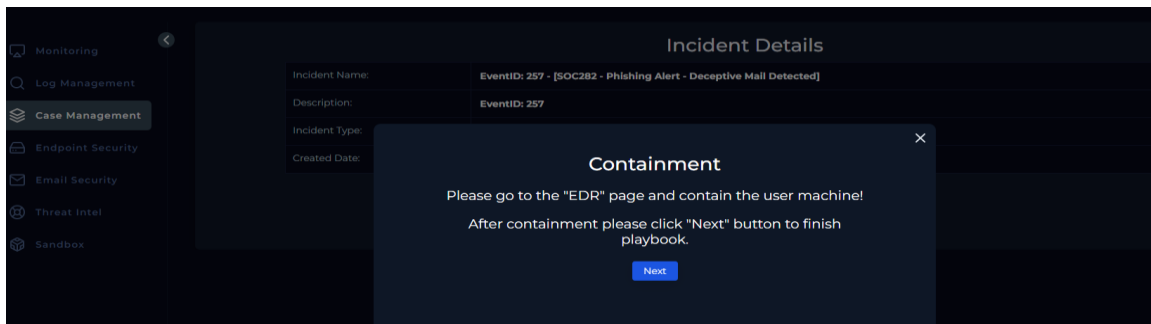 Incident Details
Monitoring
Log Management
Case Management
Endpoint Security
Email Security
Threat Intel
Sandbox
Incident Name: EventID: 257 - [SOC282 - Phishing Alert - Deceptive Mail Detected]
Description: EventID: 257
Incident Type:
Created Date:
Containment
Please go to the "EDR" page and contain the user machine!
After containment please click "Next" button to finish
playbook.
Next